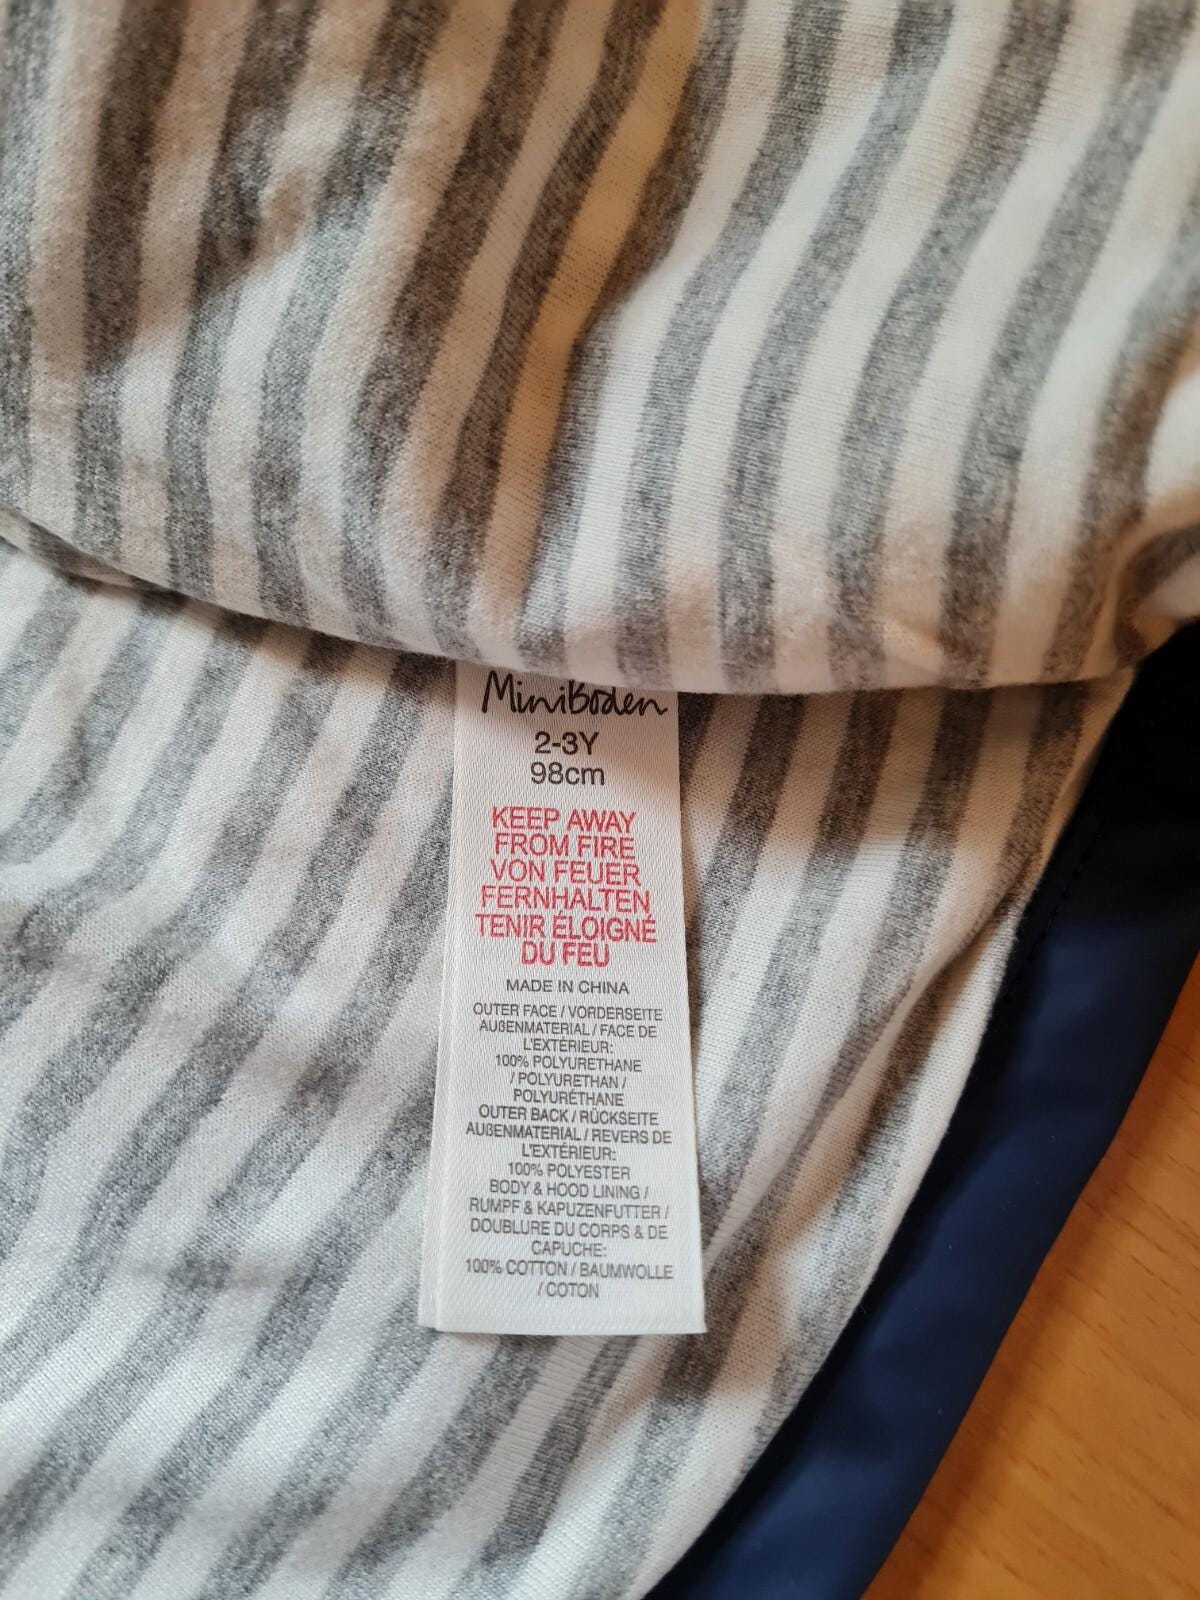 MiniBoden
2-3Y
98cm
KEEP AWAY
FROM FIRE
VON FEUER
FERNHALTEN
TENIR ÉLOIGNÉ
DU FEU
MADE IN CHINA
OUTER FACE / VORDERSEITE
AUßENMATERIAL / FACE DE
L'EXTÉRIEUR:
100% POLYURETHANE
/ POLYURETHAN /
POLYURÉTHANE
OUTER BACK / RÜCKSEITE
AUßENMATERIAL / REVERS DE
L'EXTÉRIEUR:
100% POLYESTER
BODY & HOOD LINING /
RUMPF & KAPUZENFUTTER /
DOUBLURE DU CORPS & DE
CAPUCHE:
100% COTTON / BAUMWOLLE
/ COTON